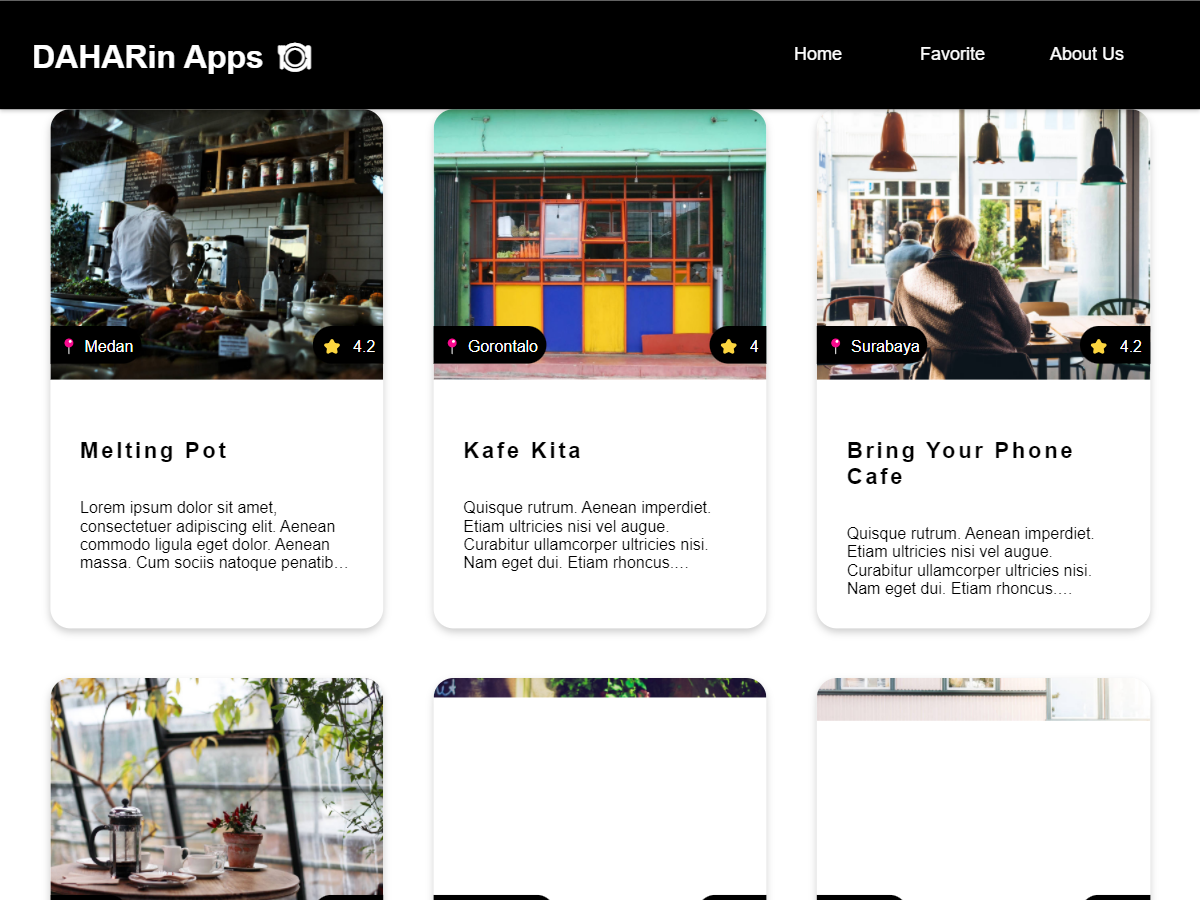 DAHARin Apps
Home
Favorite
About Us
Medan
4.2
Gorontalo
4
Surabaya
4.2
Melting Pot
Kafe Kita
Bring Your Phone
Cafe
Lorem ipsum dolor sit amet,
consectetuer adipiscing elit. Aenean
commodo ligula eget dolor. Aenean
massa. Cum sociis natoque penatib…
Quisque rutrum. Aenean imperdiet.
Etiam ultricies nisi vel augue.
Curabitur ullamcorper ultricies nisi.
Nam eget dui. Etiam rhoncus.…
Quisque rutrum. Aenean imperdiet.
Etiam ultricies nisi vel augue.
Curabitur ullamcorper ultricies nisi.
Nam eget dui. Etiam rhoncus.…